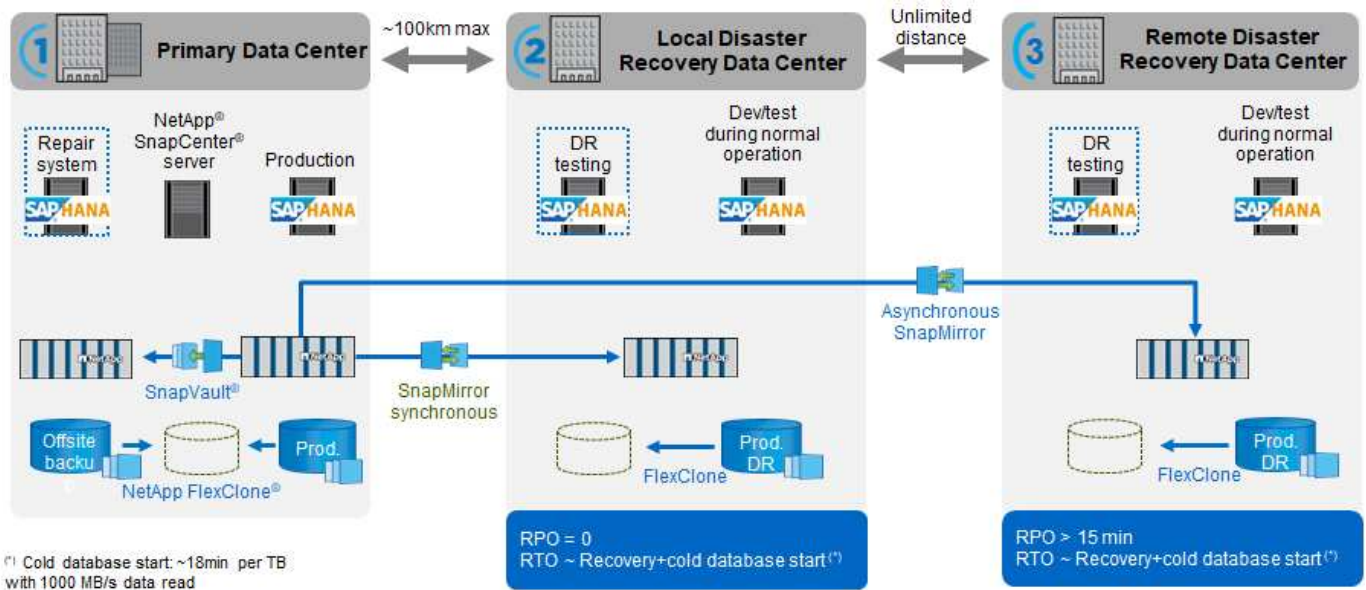 1
Primary Data Center
~100km max
2
Local Disaster
Recovery Data Center
Unlimited
distance
3
Remote Disaster
Recovery Data Center
Repair
system
SAP HANA
NetApp®
SnapCenter®
server
Production
SAP HANA
DR
testing
SAP HANA
Dev/test
during normal
operation
SAP HANA
DR
testing
SAP HANA
Dev/test
during normal
operation
SAP HANA
NetApp
SnapVault®
NetApp
SnapMirror
synchronous
NetApp
Asynchronous
SnapMirror
NetApp
Offsite
backu
NetApp FlexClone®
Prod.
FlexClone
Prod.
DR
FlexClone
Prod.
DR
RPO = 0
RTO ~ Recovery+cold database start (*)
RPO > 15 min
RTO ~ Recovery+cold database start (*)
(*) Cold database start: ~18min per TB
with 1000 MB/s data read